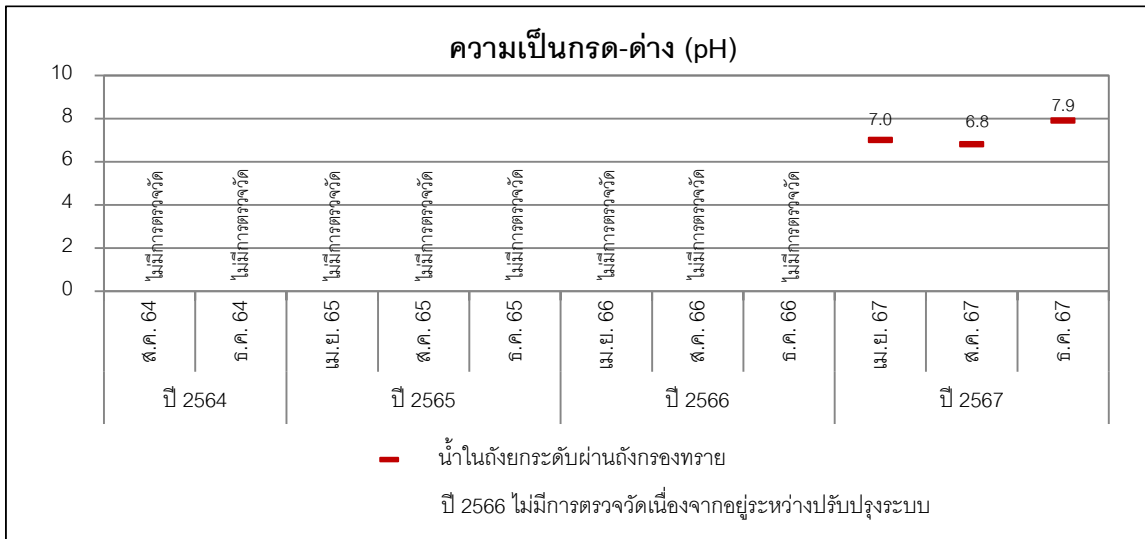 ความเป็นกรด-ด่าง (pH)
10
8
6
4
2
0
ไม่มีการตรวจวัด
ไม่มีการตรวจวัด
ไม่มีการตรวจวัด
ไม่มีการตรวจวัด
ไม่มีการตรวจวัด
ไม่มีการตรวจวัด
ไม่มีการตรวจวัด
ไม่มีการตรวจวัด
7.0
6.8
7.9
ส.ค. 64
ธ.ค. 64
เม.ย. 65
ส.ค. 65
ธ.ค. 65
เม.ย. 66
ส.ค. 66
ธ.ค. 66
เม.ย. 67
ส.ค. 67
ธ.ค. 67
ปี 2564
ปี 2565
ปี 2566
ปี 2567
น้ำในถังยกระดับผ่านถังกรองทราย
ปี 2566 ไม่มีการตรวจวัดเนื่องจากอยู่ระหว่างปรับปรุงระบบ